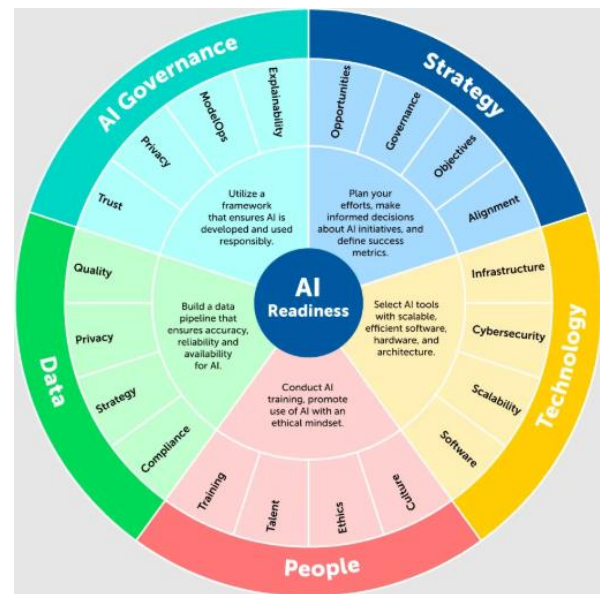 AI Governance
Explainability
ModelOps
Privacy
Trust
Utilize a
framework
that ensures AI is
developed and used
responsibly.
Strategy
Opportunities
Governance
Objectives
Alignment
Plan your
efforts, make
informed decisions
about AI initiatives, and
define success
metrics.
AI
Readiness
Technology
Infrastructure
Cybersecurity
Scalability
Software
Select AI tools
with scalable,
efficient software,
hardware, and
architecture.
People
Culture
Ethics
Talent
Training
Conduct AI
training, promote
use of AI with an
ethical mindset.
Data
Quality
Privacy
Strategy
Compliance
Build a data
pipeline that
ensures accuracy,
reliability and
availability
for AI.